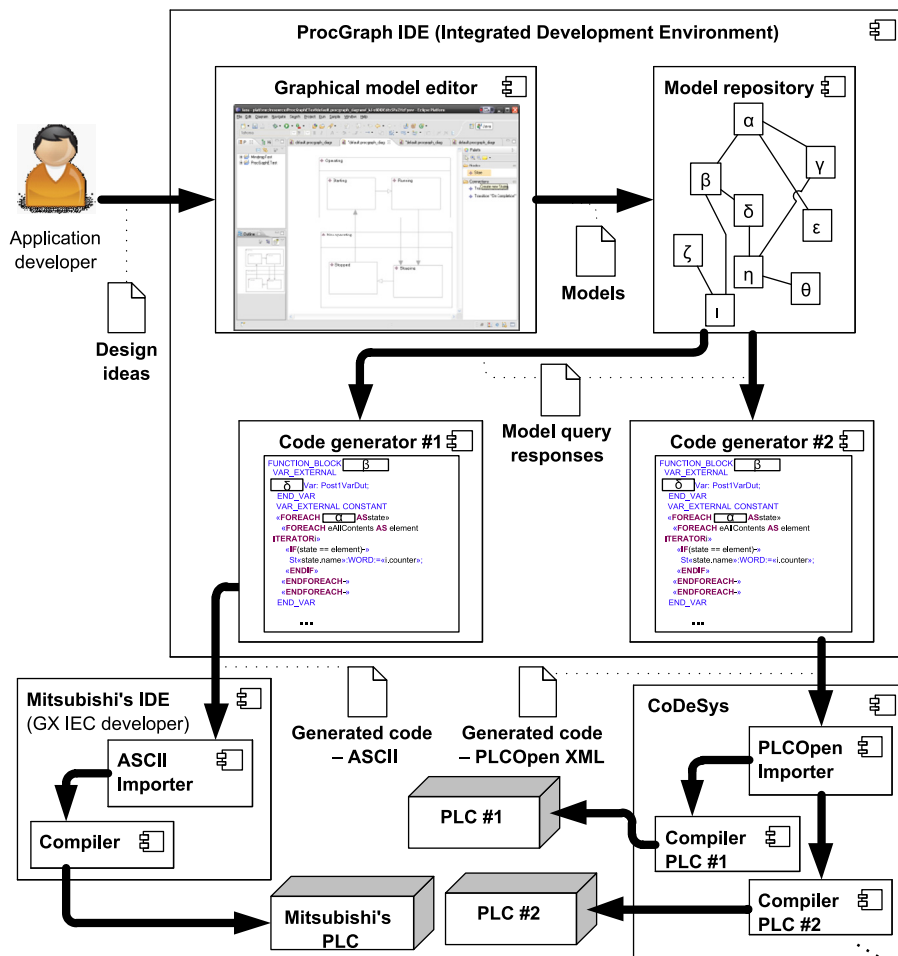 ProcGraph IDE (Integrated Development Environment)
Graphical model editor
Model repository
α
β
γ
δ
ε
ζ
η
θ
ι
Operating
Starting
Running
Stopped
Stopping
Application
developer
Design
ideas
Models
Model query
responses
Code generator #1
FUNCTION_BLOCK β
VAR_EXTERNAL
δ Var: Post1VarDut;
END_VAR
VAR_EXTERNAL CONSTANT
«FOREACH α ASstate»
«FOREACH eAllContents AS element
ITERATORi»
«IF(state == element)-»
St«state.name»:WORD:=«i.counter»;
«ENDIF»
«ENDFOREACH-»
«ENDFOREACH-»
END_VAR
...
Code generator #2
FUNCTION_BLOCK β
VAR_EXTERNAL
δ Var: Post1VarDut;
END_VAR
VAR_EXTERNAL CONSTANT
«FOREACH α ASstate»
«FOREACH eAllContents AS element
ITERATORi»
«IF(state == element)-»
St«state.name»:WORD:=«i.counter»;
«ENDIF»
«ENDFOREACH-»
«ENDFOREACH-»
END_VAR
...
Mitsubishi's IDE
(GX IEC developer)
ASCII
Importer
Compiler
Generated code
– ASCII
Generated code
– PLCOpen XML
CoDeSys
PLCOpen
Importer
Compiler
PLC #1
Compiler
PLC #2
PLC #1
PLC #2
Mitsubishi's
PLC